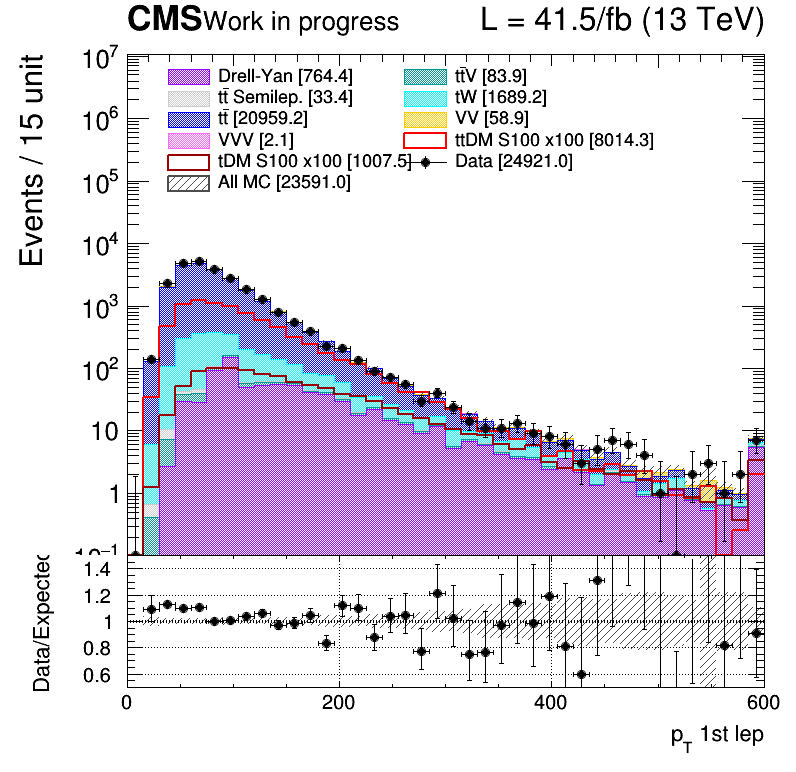 CMS Work in progress L = 41.5/fb (13 TeV)
Events / 15 unit
10⁷
10⁶
10⁵
10⁴
10³
10²
10
1
10⁻¹
Drell-Yan [764.4] tt̄V [83.9]
tt̄ Semilep. [33.4] tW [1689.2]
tt̄ [20959.2] VV [58.9]
VVV [2.1] ttDM S100 x100 [8014.3]
tDM S100 x100 [1007.5] Data [24921.0]
All MC [23591.0]
Data/Expected
1.4
1.2
1
0.8
0.6
0 200 400 600
p_T 1st lep